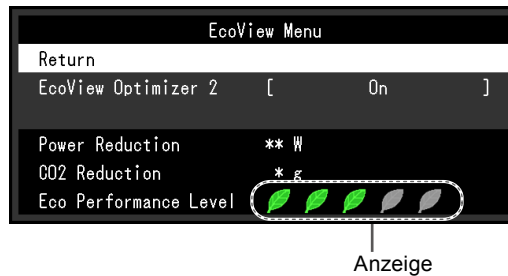 EcoView Menu
Return
EcoView Optimizer 2 [ On ]
Power Reduction ** W
CO2 Reduction * g
Eco Performance Level
Anzeige